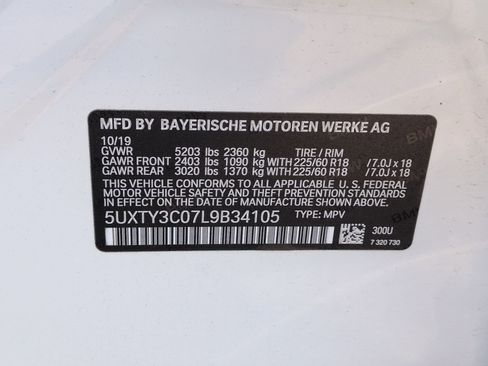 MFD BY BAYERISCHE MOTOREN WERKE AG
10/19
GVWR 5203 lbs 2360 kg TIRE / RIM
GAWR FRONT 2403 lbs 1090 kg WITH 225/60 R18 /7.0J x 18
GAWR REAR 3020 lbs 1370 kg WITH 225/60 R18 /7.0J x 18
THIS VEHICLE CONFORMS TO ALL APPLICABLE
U.S. FEDERAL MOTOR VEHICLE SAFETY STANDARDS
IN EFFECT ON THE DATE OF MANUFACTURE SHOWN ABOVE.
5UXTY3C07L9B34105 TYPE: MPV
300U
7 320 730